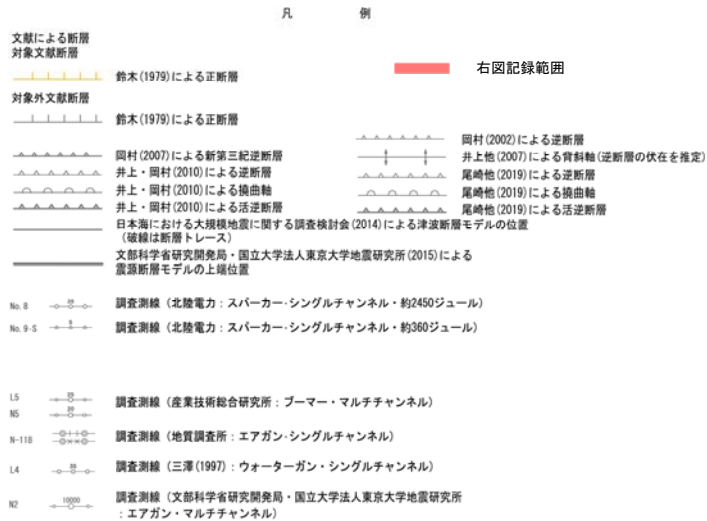 凡 例
文献による断層
対象文献断層
鈴木(1979)による正断層
右図記録範囲
対象外文献断層
鈴木(1979)による正断層
岡村(2002)による逆断層
岡村(2007)による新第三紀逆断層
井上他(2007)による背斜軸(逆断層の伏在を推定)
井上・岡村(2010)による逆断層
尾崎他(2019)による逆断層
井上・岡村(2010)による撓曲軸
尾崎他(2019)による撓曲軸
井上・岡村(2010)による活逆断層
尾崎他(2019)による活逆断層
日本海における大規模地震に関する調査検討会(2014)による津波断層モデルの位置
(破線は断層トレース)
文部科学省研究開発局・国立大学法人東京大学地震研究所(2015)による
震源断層モデルの上端位置
No. 8 20 調査測線(北陸電力:スパーカー・シングルチャンネル・約2450ジュール)
No. 9-S 5 調査測線(北陸電力:スパーカー・シングルチャンネル・約360ジュール)
L5 20
調査測線(産業技術総合研究所:ブーマー・マルチチャンネル)
N5 20
N-118 調査測線(地質調査所:エアガン・シングルチャンネル)
L4 調査測線(三澤(1997):ウォーターガン・シングルチャンネル)
N2 10000 調査測線(文部科学省研究開発局・国立大学法人東京大学地震研究所
:エアガン・マルチチャンネル)